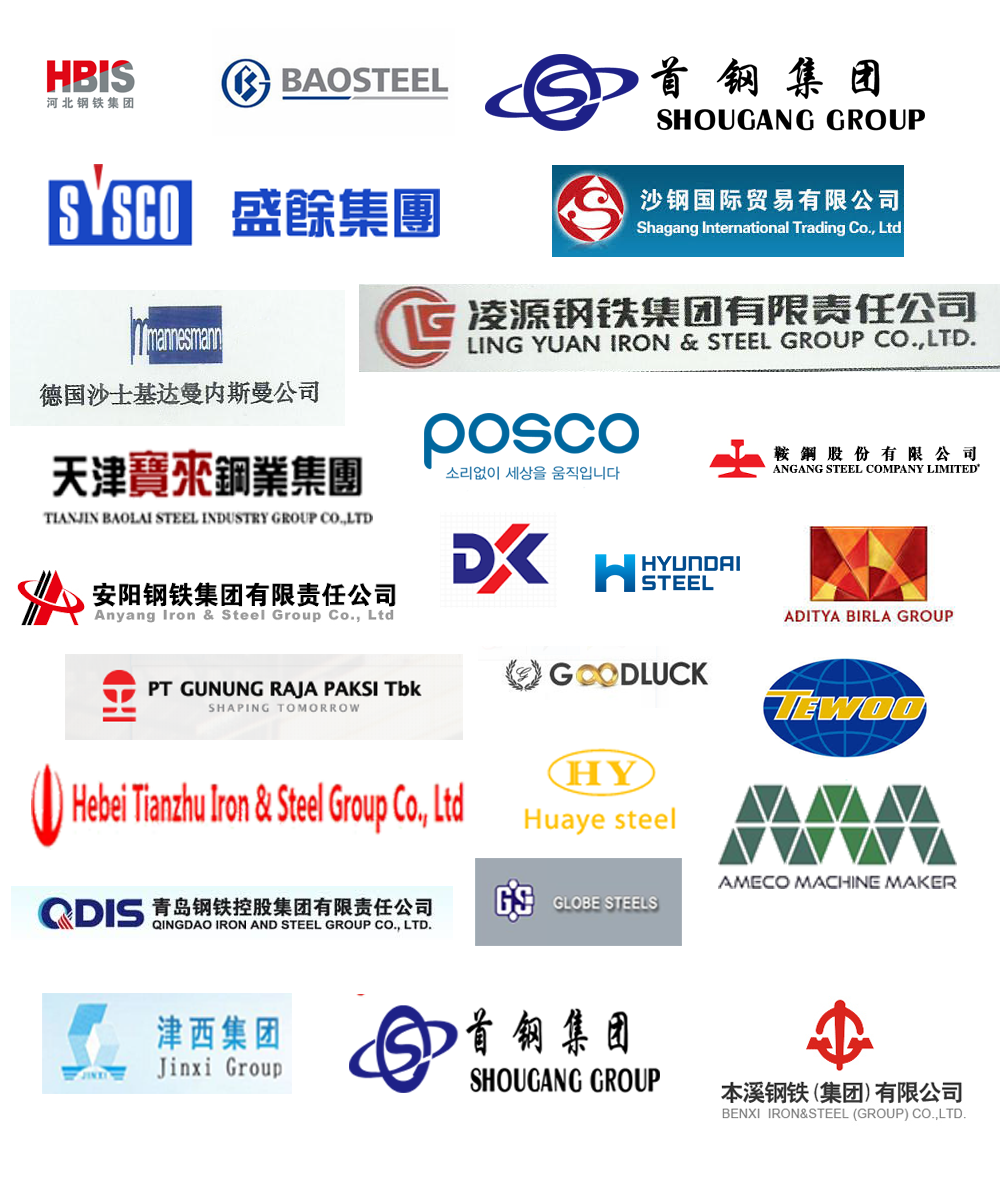 HBIS
河北钢铁集团
BAOSTEEL
首钢集团
SHOUGANG GROUP
SYSCO
盛餘集團
沙钢国际贸易有限公司
Shagang International Trading Co., Ltd
mannesmann
德国沙士基达曼内斯曼公司
LG
凌源钢铁集团有限责任公司
LING YUAN IRON & STEEL GROUP CO.,LTD.
posco
소리없이 세상을 움직입니다
鞍鋼股份有限公司
ANGANG STEEL COMPANY LIMITED
天津寶來鋼業集團
TIANJIN BAOLAI STEEL INDUSTRY GROUP CO.,LTD
DK
HYUNDAI
STEEL
ADITYA BIRLA GROUP
安阳钢铁集团有限责任公司
Anyang Iron & Steel Group Co., Ltd
PT GUNUNG RAJA PAKSI Tbk
SHAPING TOMORROW
G GOODLUCK
TEWOO
Hebei Tianzhu Iron & Steel Group Co., Ltd
HY
Huaye steel
AMECO MACHINE MAKER
QDIS
青岛钢铁控股集团有限责任公司
QINGDAO IRON AND STEEL GROUP CO., LTD.
GS
GLOBE STEELS
JINXI
津西集团
Jinxi Group
首钢集团
SHOUGANG GROUP
本溪钢铁(集团)有限公司
BENXI IRON&STEEL (GROUP) CO.,LTD.